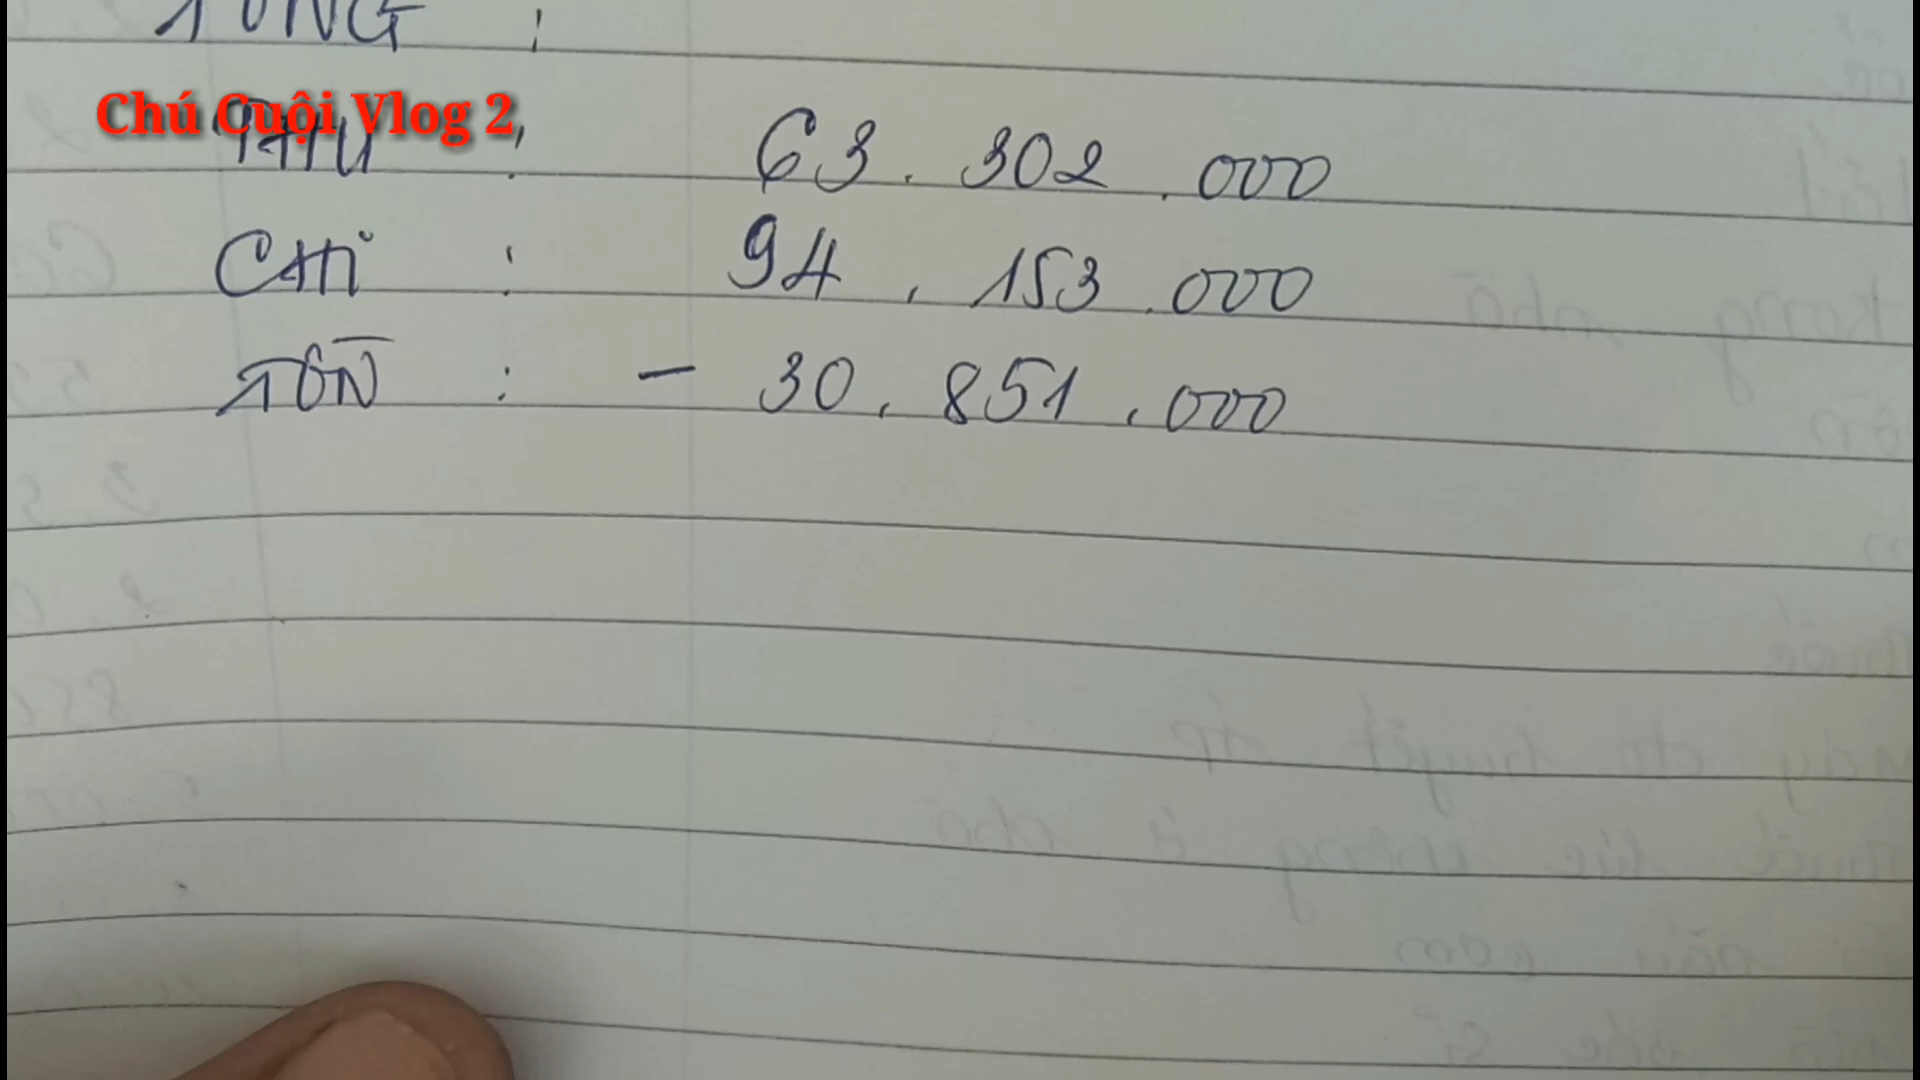 TỔNG :
Chú Cuội Vlog 2
THU : 63.302.000
CHI : 94.153.000
TỒN : - 30.851.000